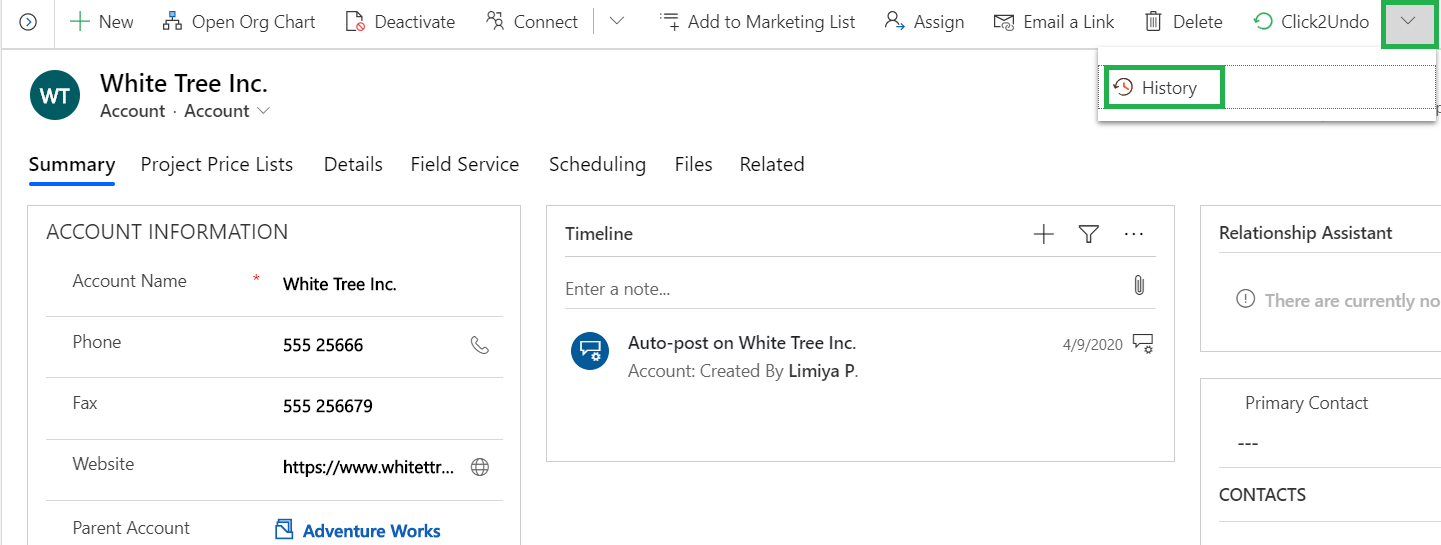 New Open Org Chart Deactivate Connect Add to Marketing List Assign Email a Link Delete Click2Undo
History
WT
White Tree Inc.
Account · Account
Summary Project Price Lists Details Field Service Scheduling Files Related
ACCOUNT INFORMATION
Account Name * White Tree Inc.
Phone 555 25666
Fax 555 256679
Website https://www.whitettr...
Parent Account Adventure Works
Timeline
Enter a note...
Auto-post on White Tree Inc. 4/9/2020
Account: Created By Limiya P.
Relationship Assistant
There are currently no
Primary Contact
---
CONTACTS